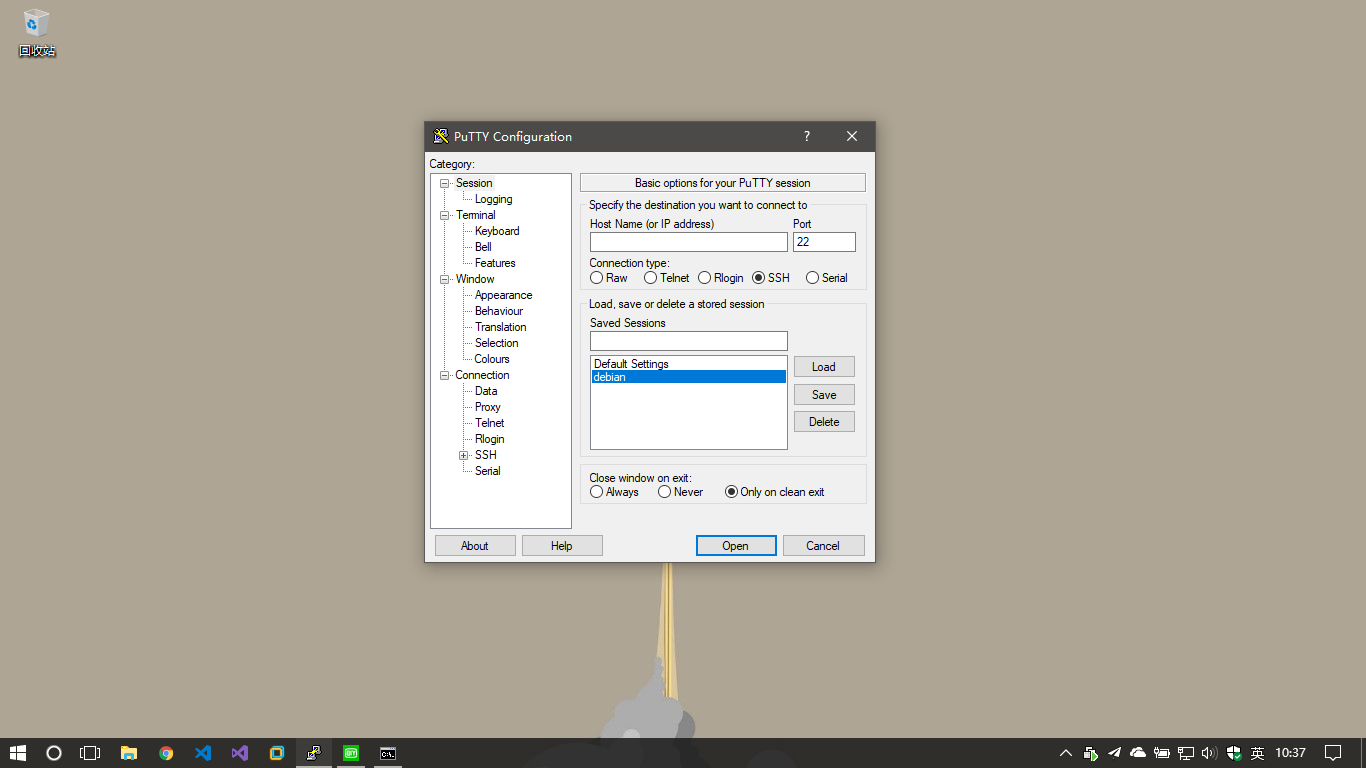 回收站
PuTTY Configuration
?
Category:
Session
Logging
Terminal
Keyboard
Bell
Features
Window
Appearance
Behaviour
Translation
Selection
Colours
Connection
Data
Proxy
Telnet
Rlogin
SSH
Serial
Basic options for your PuTTY session
Specify the destination you want to connect to
Host Name (or IP address) Port
22
Connection type:
Raw Telnet Rlogin SSH Serial
Load, save or delete a stored session
Saved Sessions
Default Settings
debian
Load
Save
Delete
Close window on exit:
Always Never Only on clean exit
About Help Open Cancel
英 10:37